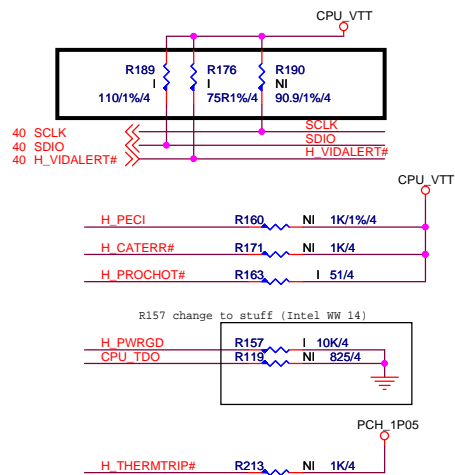 CPU_VTT
R189 R176 R190
I I NI
110/1%/4 75R1%/4 90.9/1%/4
40 SCLK SCLK
40 SDIO SDIO
40 H_VIDALERT# H_VIDALERT#
CPU_VTT
H_PECI R160 NI 1K/1%/4
H_CATERR# R171 NI 1K/4
H_PROCHOT# R163 I 51/4
R157 change to stuff (Intel WW 14)
H_PWRGD R157 I 10K/4
CPU_TDO R119 NI 825/4
PCH_1P05
H_THERMTRIP# R213 NI 1K/4